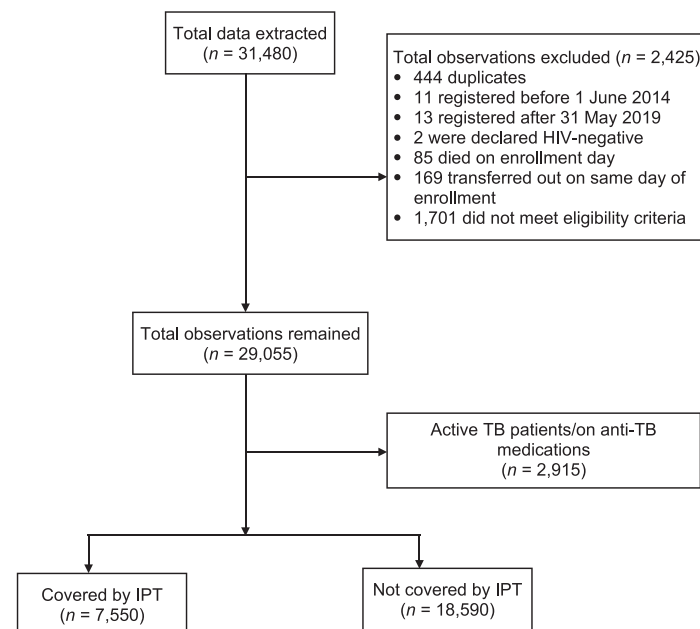 Total data extracted
(n = 31,480)
Total observations excluded (n = 2,425)
• 444 duplicates
• 11 registered before 1 June 2014
• 13 registered after 31 May 2019
• 2 were declared HIV-negative
• 85 died on enrollment day
• 169 transferred out on same day of
enrollment
• 1,701 did not meet eligibility criteria
Total observations remained
(n = 29,055)
Active TB patients/on anti-TB
medications
(n = 2,915)
Covered by IPT
(n = 7,550)
Not covered by IPT
(n = 18,590)